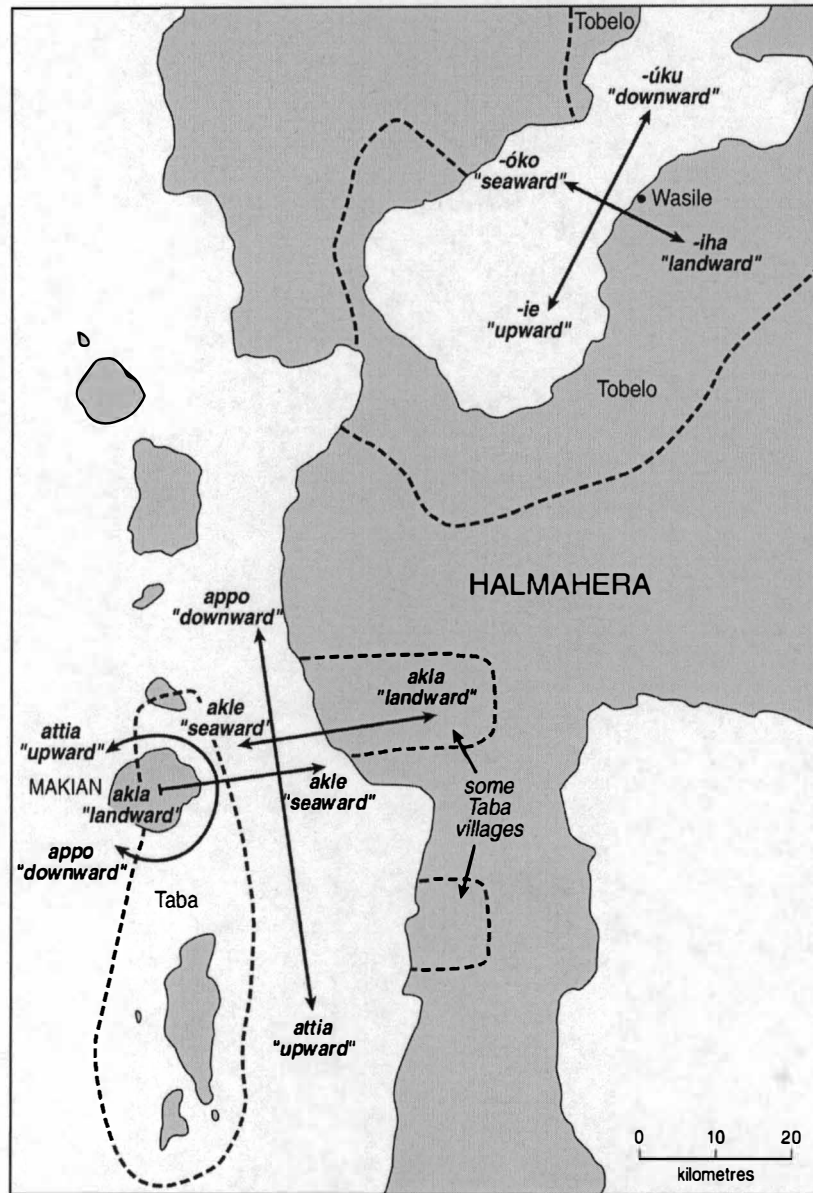 Tobelo
-úku
"downward"
-óko
"seaward"
Wasile
-iha
"landward"
-ie
"upward"
Tobelo
HALMAHERA
appo
"downward"
akla
"landward"
akle
"seaward"
attia
"upward"
MAKIAN
akla
"landward"
akle
"seaward"
some
Taba
villages
appo
"downward"
Taba
attia
"upward"
0 10 20
kilometres